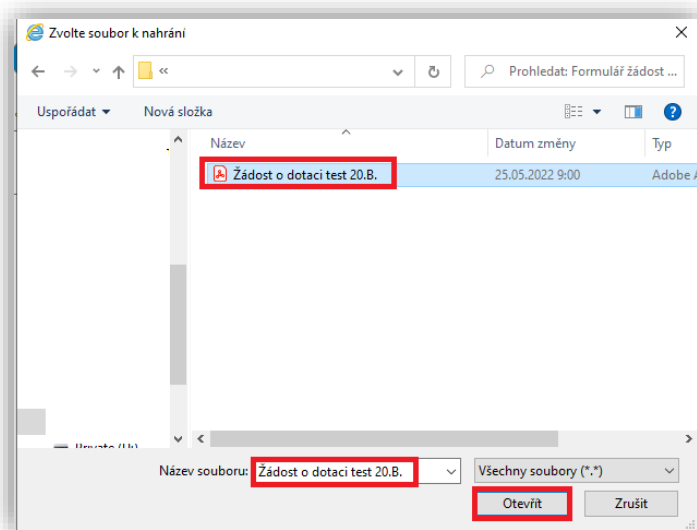 Zvolte soubor k nahrání
Prohledat: Formulář žádost ...
Uspořádat
Nová složka
Název
Datum změny
Typ
Žádost o dotaci test 20.B.
25.05.2022 9:00
Adobe A
Název souboru:
Žádost o dotaci test 20.B.
Všechny soubory (*.*)
Otevřít
Zrušit